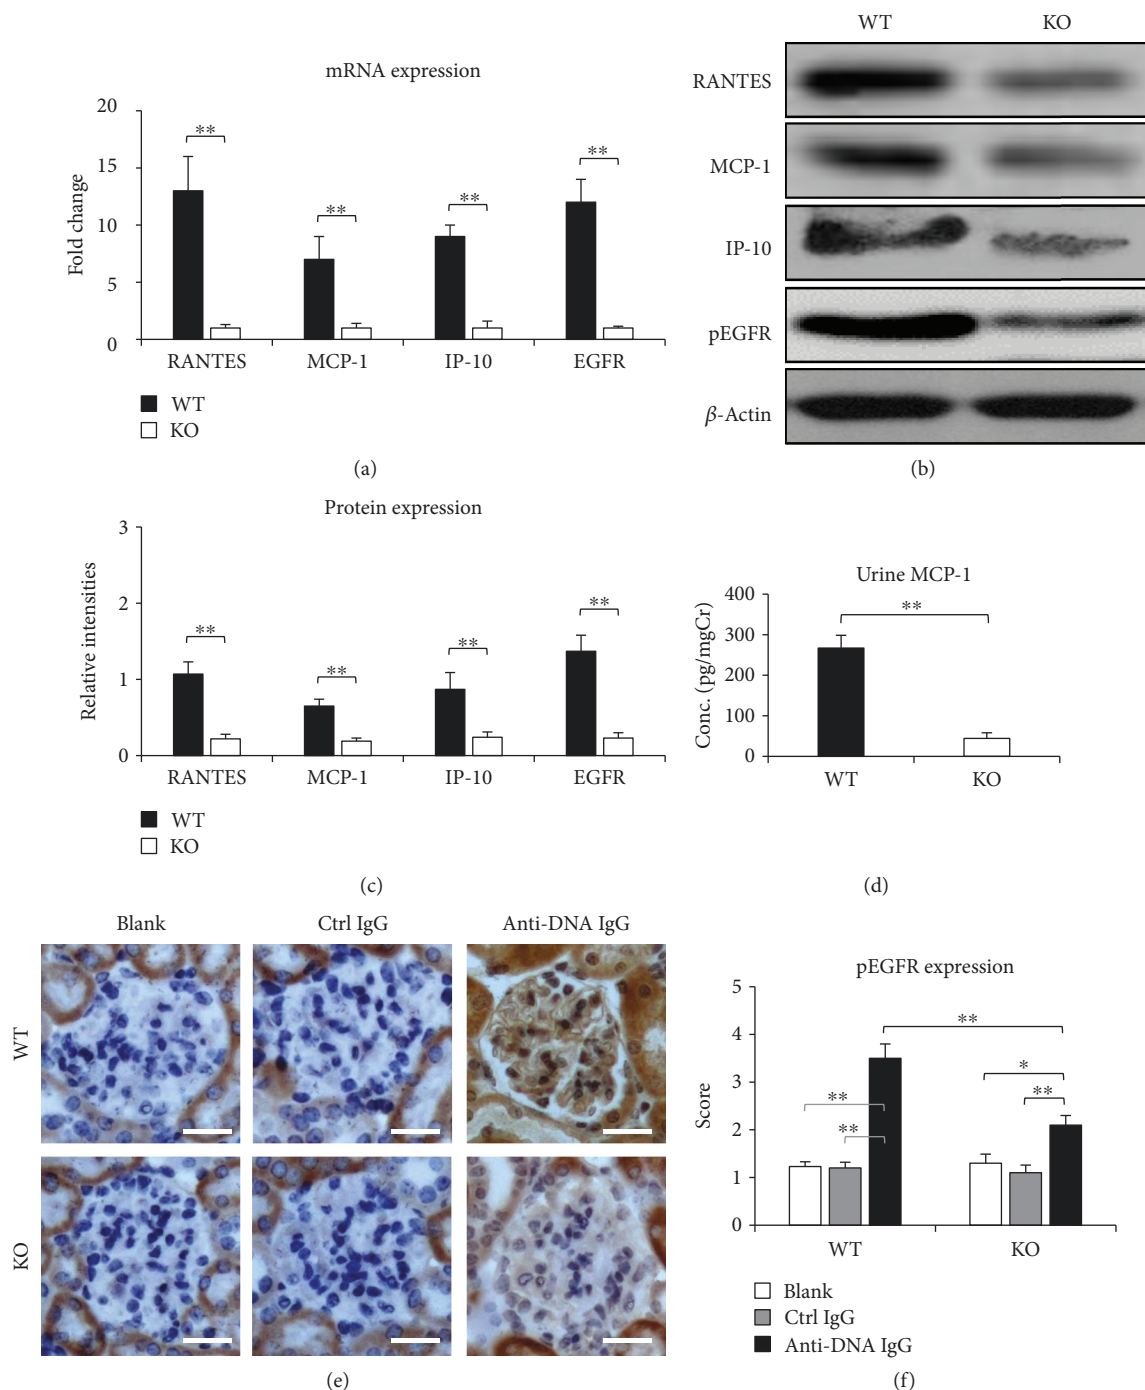 mRNA expression
20
15
10
5
0
Fold change
**
**
**
**
RANTES
MCP-1
IP-10
EGFR
WT
KO
(a)
WT KO
RANTES
MCP-1
IP-10
pEGFR
β-Actin
(b)
Protein expression
3
2
1
0
Relative intensities
**
**
**
**
RANTES
MCP-1
IP-10
EGFR
WT
KO
(c)
Urine MCP-1
400
300
200
100
0
Conc. (pg/mgCr)
**
WT
KO
(d)
Blank
Ctrl IgG
Anti-DNA IgG
WT
KO
(e)
pEGFR expression
5
4
3
2
1
0
Score
**
*
**
**
**
WT
KO
Blank
Ctrl IgG
Anti-DNA IgG
(f)